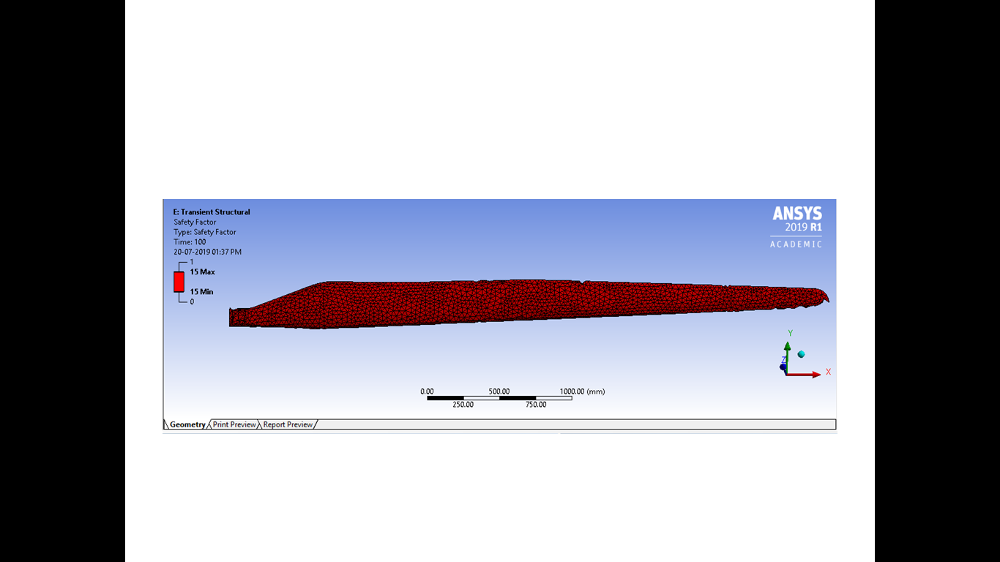 E: Transient Structural
Safety Factor
Type: Safety Factor
Time: 100
20-07-2019 01:37 PM
1
15 Max
15 Min
0
ANSYS
2019 R1
ACADEMIC
Y
Z
X
0.00 500.00 1000.00 (mm)
250.00 750.00
Geometry Print Preview Report Preview